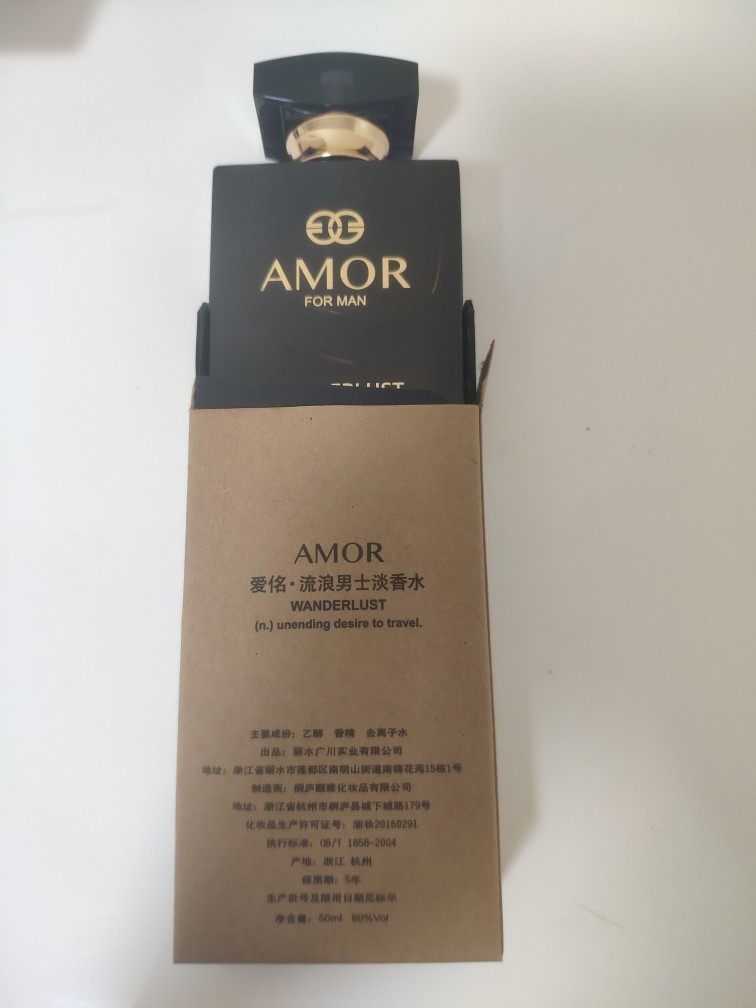 AMOR
FOR MAN
AMOR
爱佲·流浪男士淡香水
WANDERLUST
(n.) unending desire to travel.
主要成份：乙醇 香精 去离子水
出品：丽水广川实业有限公司
地址：浙江省丽水市莲都区南明山街道南锦花苑15栋1号
制造商：桐庐靓雅化妆品有限公司
地址：浙江省杭州市桐庐县城下城路179号
化妆品生产许可证号：浙妆20160291
执行标准：QB/T 1858-2004
产地：浙江 杭州
保质期：5年
生产批号及限用日期见标示
净含量：50ml 80%Vol